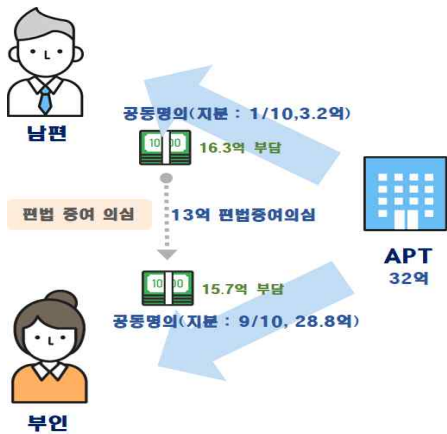 공동명의(지분 : 1/10,3.2억)
남편
16.3억 부담
편법 증여 의심
13억 편법증여의심
APT
32억
15.7억 부담
공동명의(지분 : 9/10, 28.8억)
부인